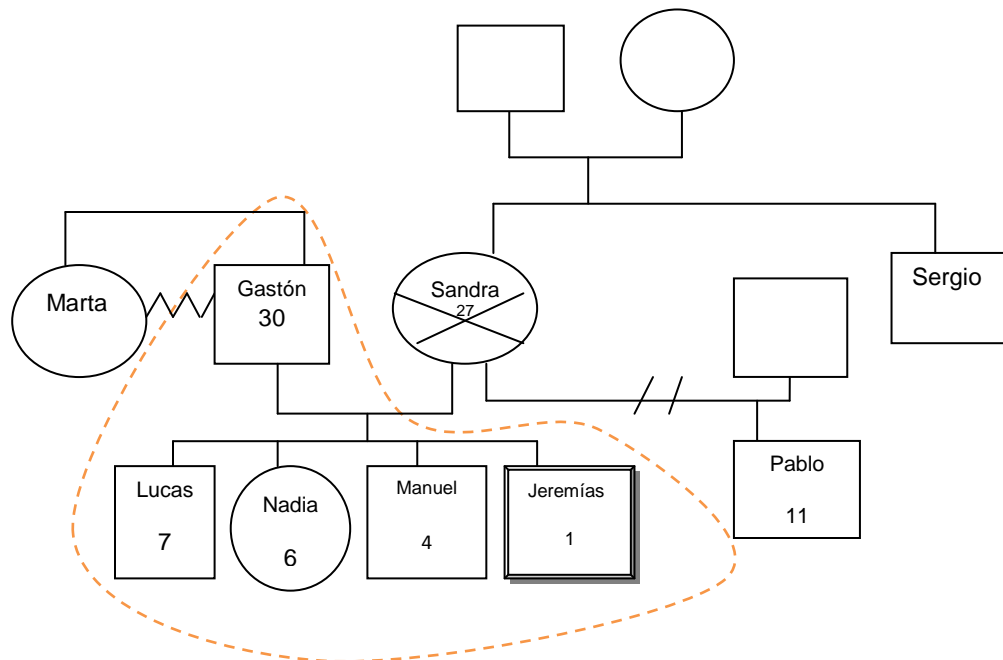 Sergio
Marta
Gastón
30
Sandra
27
Lucas
7
Nadia
6
Manuel
4
Jeremías
1
Pablo
11